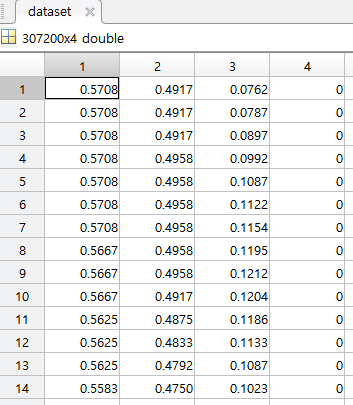 dataset
307200x4 double
1 2 3 4
1 0.5708 0.4917 0.0762 0
2 0.5708 0.4917 0.0787 0
3 0.5708 0.4917 0.0897 0
4 0.5708 0.4958 0.0992 0
5 0.5708 0.4958 0.1087 0
6 0.5708 0.4958 0.1122 0
7 0.5708 0.4958 0.1154 0
8 0.5667 0.4958 0.1195 0
9 0.5667 0.4958 0.1212 0
10 0.5667 0.4917 0.1204 0
11 0.5625 0.4875 0.1186 0
12 0.5625 0.4833 0.1133 0
13 0.5625 0.4792 0.1087 0
14 0.5583 0.4750 0.1023 0